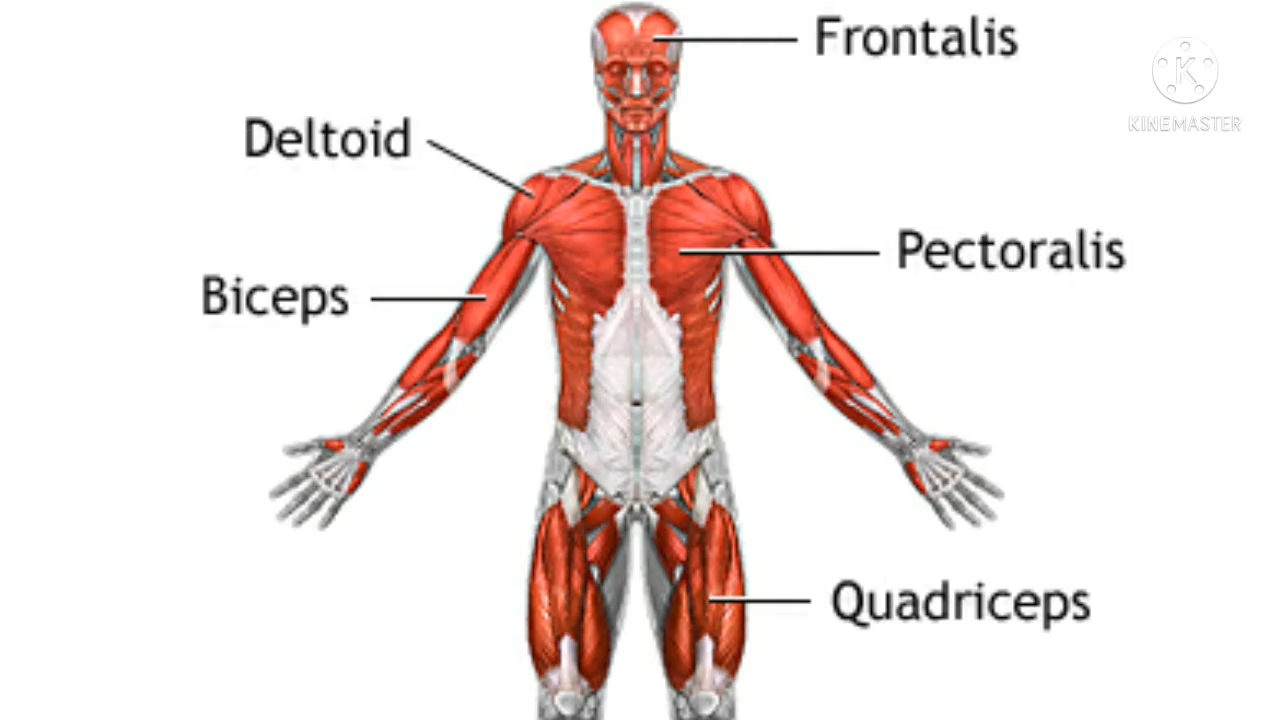 Frontalis
K
KINEMASTER
Deltoid
Pectoralis
Biceps
Quadriceps